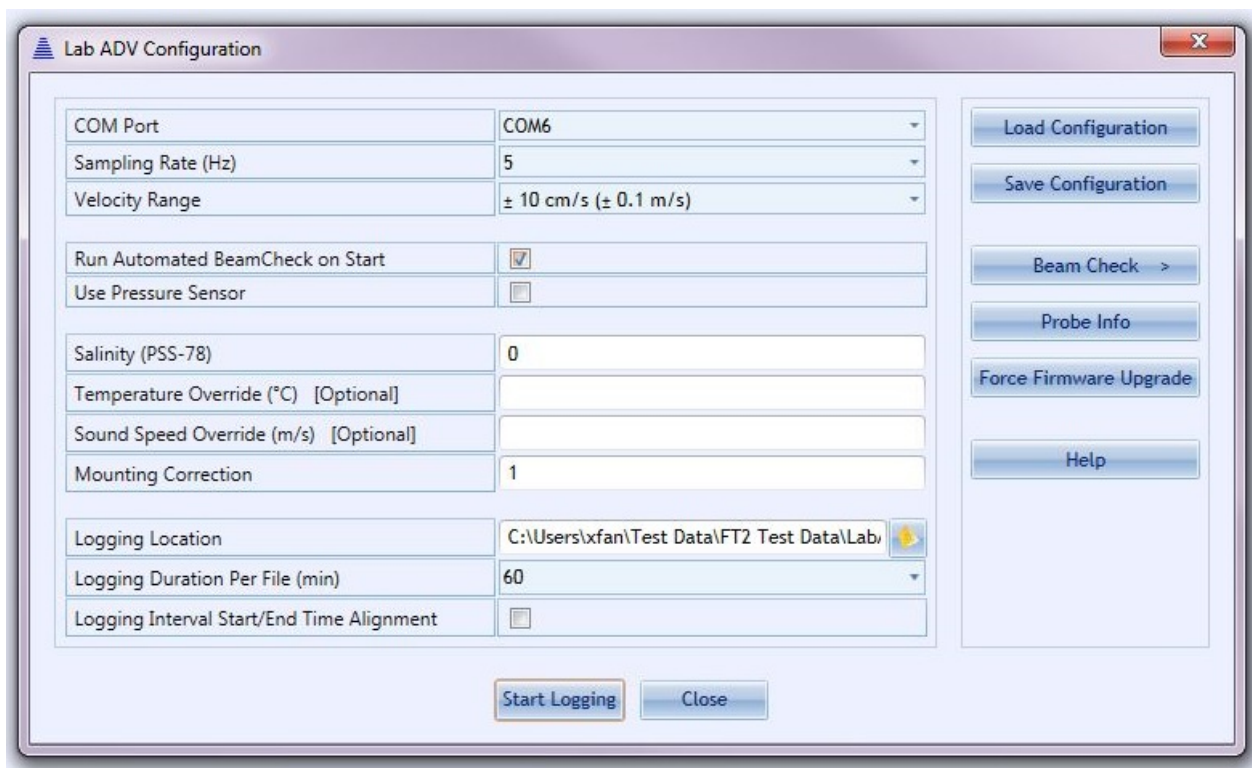 Lab ADV Configuration
COM Port COM6
Sampling Rate (Hz) 5
Velocity Range ± 10 cm/s (± 0.1 m/s)
Run Automated BeamCheck on Start
Use Pressure Sensor
Salinity (PSS-78) 0
Temperature Override (°C) [Optional]
Sound Speed Override (m/s) [Optional]
Mounting Correction 1
Logging Location C:\Users\xfan\Test Data\FT2 Test Data\Lab
Logging Duration Per File (min) 60
Logging Interval Start/End Time Alignment
Load Configuration
Save Configuration
Beam Check >
Probe Info
Force Firmware Upgrade
Help
Start Logging Close